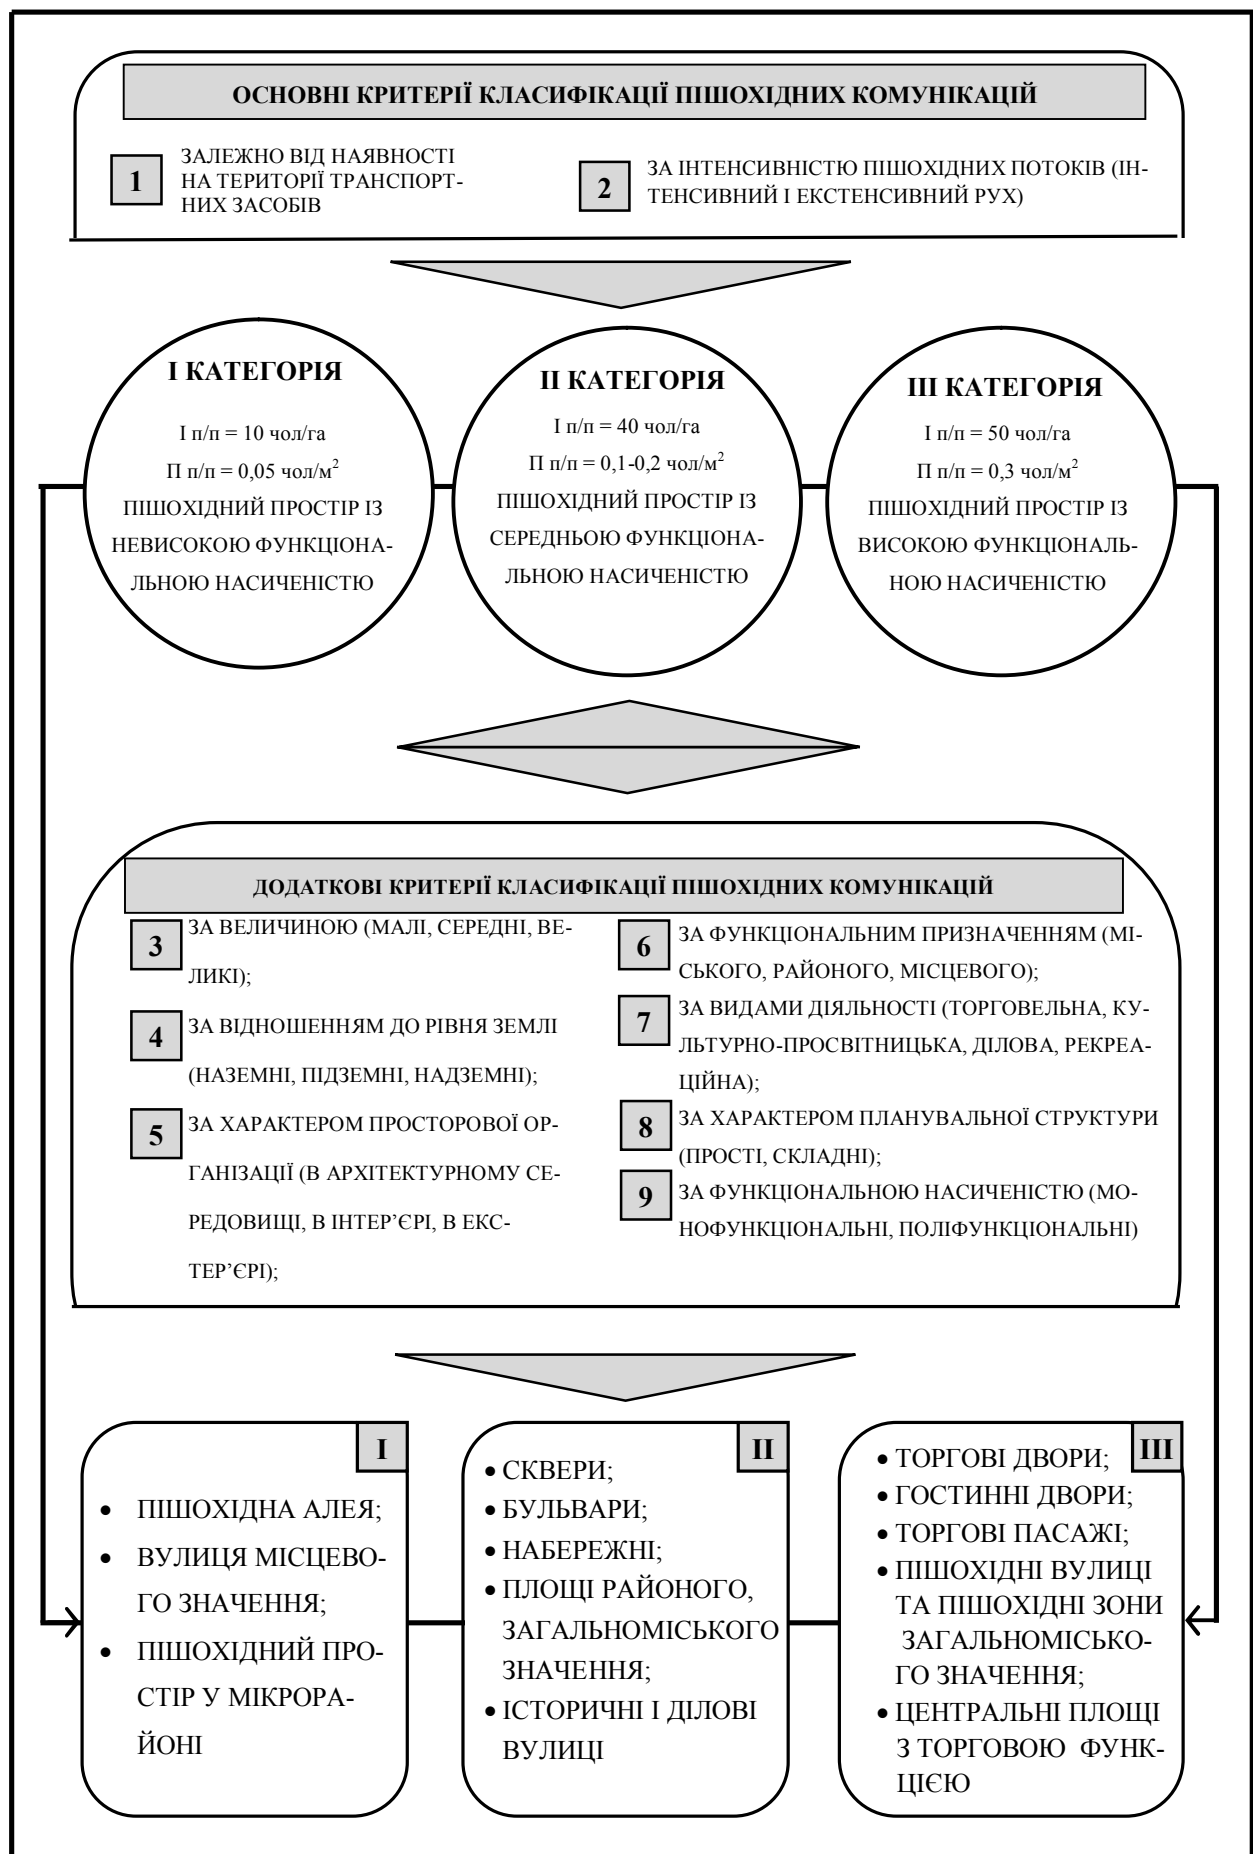 ОСНОВНІ КРИТЕРІЇ КЛАСИФІКАЦІЇ ПІШОХІДНИХ КОМУНІКАЦІЙ
1
ЗАЛЕЖНО ВІД НАЯВНОСТІ
НА ТЕРИТОРІЇ ТРАНСПОРТ-
НИХ ЗАСОБІВ
2
ЗА ІНТЕНСИВНІСТЮ ПІШОХІДНИХ ПОТОКІВ (ІН-
ТЕНСИВНИЙ І ЕКСТЕНСИВНИЙ РУХ)
І КАТЕГОРІЯ
І п/п = 10 чол/га
П п/п = 0,05 чол/м²
ПІШОХІДНИЙ ПРОСТІР ІЗ
НЕВИСОКОЮ ФУНКЦІОНА-
ЛЬНОЮ НАСИЧЕНІСТЮ
ІІ КАТЕГОРІЯ
І п/п = 40 чол/га
П п/п = 0,1-0,2 чол/м²
ПІШОХІДНИЙ ПРОСТІР ІЗ
СЕРЕДНЬОЮ ФУНКЦІОНА-
ЛЬНОЮ НАСИЧЕНІСТЮ
ІІІ КАТЕГОРІЯ
І п/п = 50 чол/га
П п/п = 0,3 чол/м²
ПІШОХІДНИЙ ПРОСТІР ІЗ
ВИСОКОЮ ФУНКЦІОНАЛЬ-
НОЮ НАСИЧЕНІСТЮ
ДОДАТКОВІ КРИТЕРІЇ КЛАСИФІКАЦІЇ ПІШОХІДНИХ КОМУНІКАЦІЙ
3
ЗА ВЕЛИЧИНОЮ (МАЛІ, СЕРЕДНІ, ВЕ-
ЛИКІ);
4
ЗА ВІДНОШЕННЯМ ДО РІВНЯ ЗЕМЛІ
(НАЗЕМНІ, ПІДЗЕМНІ, НАДЗЕМНІ);
5
ЗА ХАРАКТЕРОМ ПРОСТОРОВОЇ ОР-
ГАНІЗАЦІЇ (В АРХІТЕКТУРНОМУ СЕ-
РЕДОВИЩІ, В ІНТЕР’ЄРІ, В ЕКС-
ТЕР’ЄРІ);
6
ЗА ФУНКЦІОНАЛЬНИМ ПРИЗНАЧЕННЯМ (МІ-
СЬКОГО, РАЙОНОГО, МІСЦЕВОГО);
7
ЗА ВИДАМИ ДІЯЛЬНОСТІ (ТОРГОВЕЛЬНА, КУ-
ЛЬТУРНО-ПРОСВІТНИЦЬКА, ДІЛОВА, РЕКРЕА-
ЦІЙНА);
8
ЗА ХАРАКТЕРОМ ПЛАНУВАЛЬНОЇ СТРУКТУРИ
(ПРОСТІ, СКЛАДНІ);
9
ЗА ФУНКЦІОНАЛЬНОЮ НАСИЧЕНІСТЮ (МО-
НОФУНКЦІОНАЛЬНІ, ПОЛІФУНКЦІОНАЛЬНІ)
І
• ПІШОХІДНА АЛЕЯ;
• ВУЛИЦЯ МІСЦЕВО-
ГО ЗНАЧЕННЯ;
• ПІШОХІДНИЙ ПРО-
СТІР У МІКРОРА-
ЙОНІ
ІІ
• СКВЕРИ;
• БУЛЬВАРИ;
• НАБЕРЕЖНІ;
• ПЛОЩІ РАЙОНОГО,
ЗАГАЛЬНОМІСЬКОГО
ЗНАЧЕННЯ;
• ІСТОРИЧНІ І ДІЛОВІ
ВУЛИЦІ
ІІІ
• ТОРГОВІ ДВОРИ;
• ГОСТИННІ ДВОРИ;
• ТОРГОВІ ПАСАЖІ;
• ПІШОХІДНІ ВУЛИЦІ
ТА ПІШОХІДНІ ЗОНИ
ЗАГАЛЬНОМІСЬКО-
ГО ЗНАЧЕННЯ;
• ЦЕНТРАЛЬНІ ПЛОЩІ
З ТОРГОВОЮ ФУНК-
ЦІЄЮ